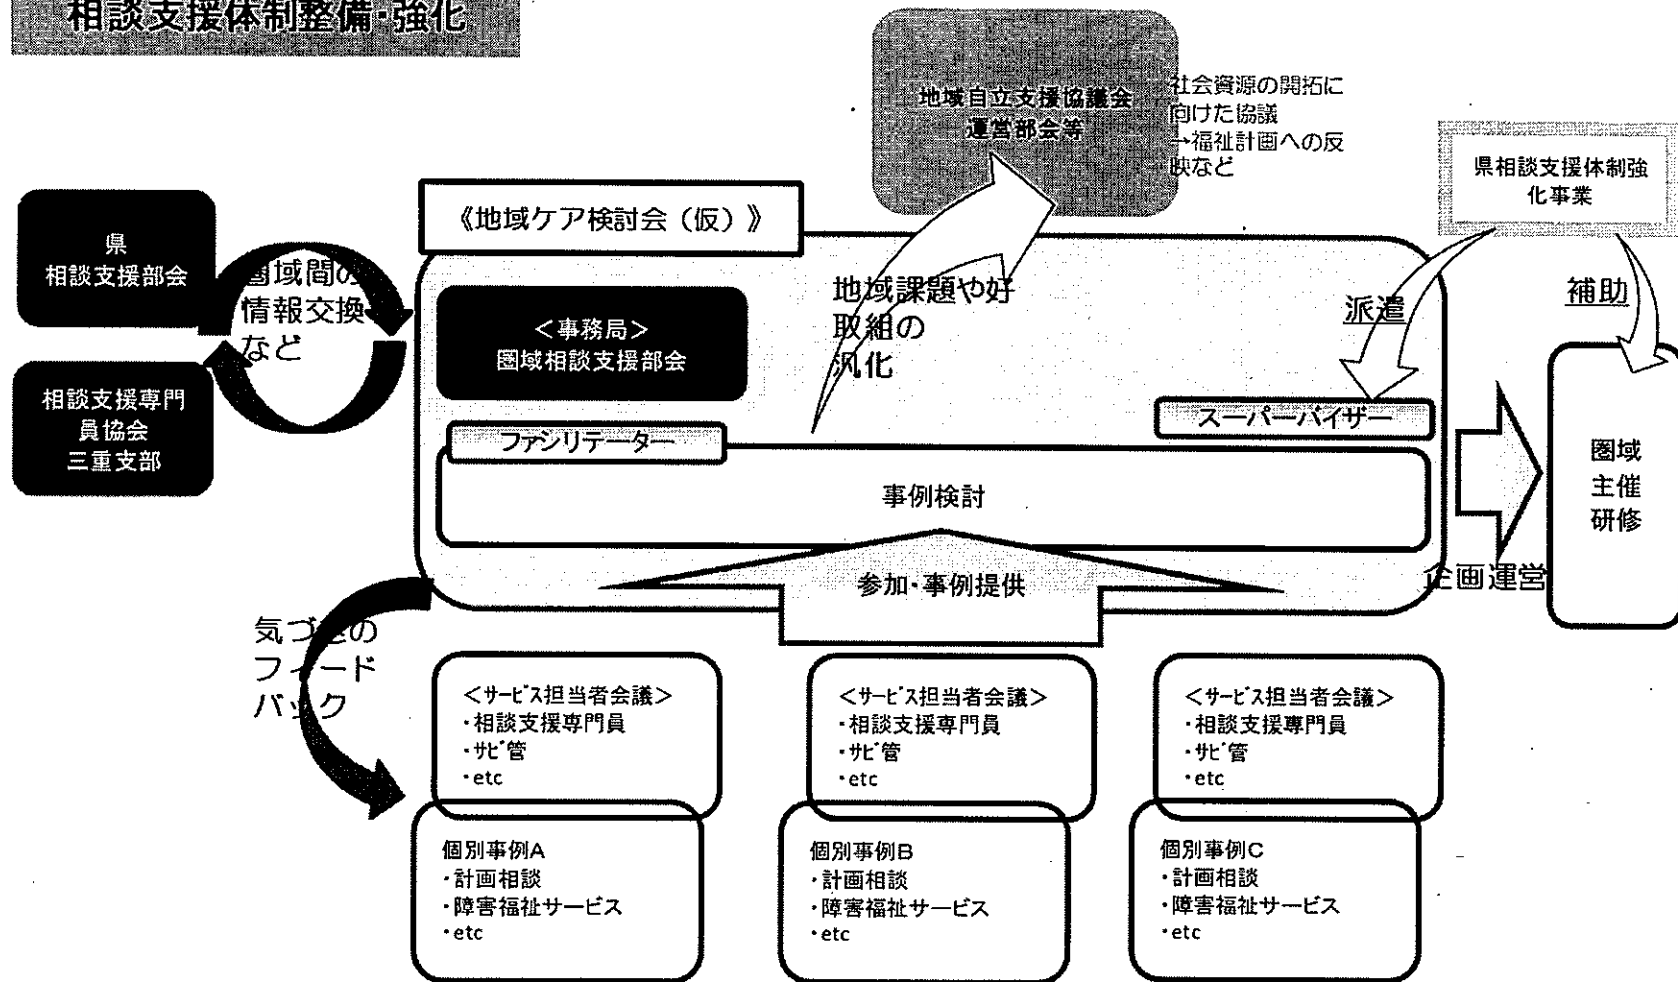 相談支援体制整備・強化
地域自立支援協議会
運営部会等
社会資源の開拓に
向けた協議
→福祉計画への反
映など
県相談支援体制強
化事業
《地域ケア検討会（仮）》
県
相談支援部会
圏域間の
情報交換
など
相談支援専門
員協会
三重支部
＜事務局＞
圏域相談支援部会
地域課題や好
取組の
汎化
派遣
補助
ファシリテーター
スーパーバイザー
事例検討
圏域
主催
研修
参加・事例提供
企画運営
気づきの
フィード
バック
＜サービス担当者会議＞
・相談支援専門員
・サビ管
・etc
＜サービス担当者会議＞
・相談支援専門員
・サビ管
・etc
＜サービス担当者会議＞
・相談支援専門員
・サビ管
・etc
個別事例A
・計画相談
・障害福祉サービス
・etc
個別事例B
・計画相談
・障害福祉サービス
・etc
個別事例C
・計画相談
・障害福祉サービス
・etc